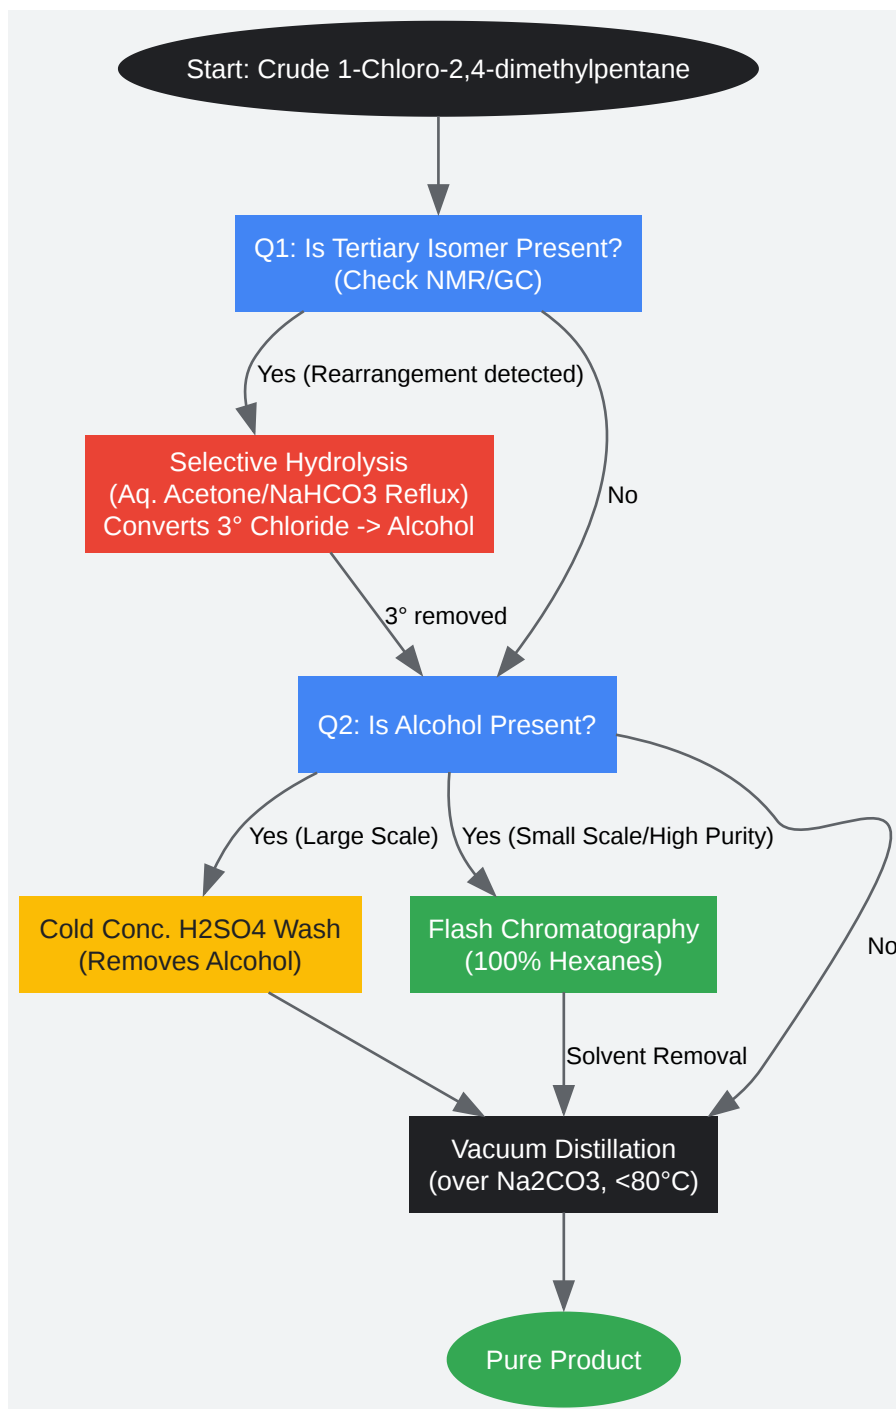 Start: Crude 1-Chloro-2,4-dimethylpentane
Q1: Is Tertiary Isomer Present?
(Check NMR/GC)
Yes (Rearrangement detected)
Selective Hydrolysis
(Aq. Acetone/NaHCO3 Reflux)
Converts 3° Chloride -> Alcohol
No
3° removed
Q2: Is Alcohol Present?
Yes (Large Scale)
Yes (Small Scale/High Purity)
Cold Conc. H2SO4 Wash
(Removes Alcohol)
Flash Chromatography
(100% Hexanes)
No
Solvent Removal
Vacuum Distillation
(over Na2CO3, <80°C)
Pure Product